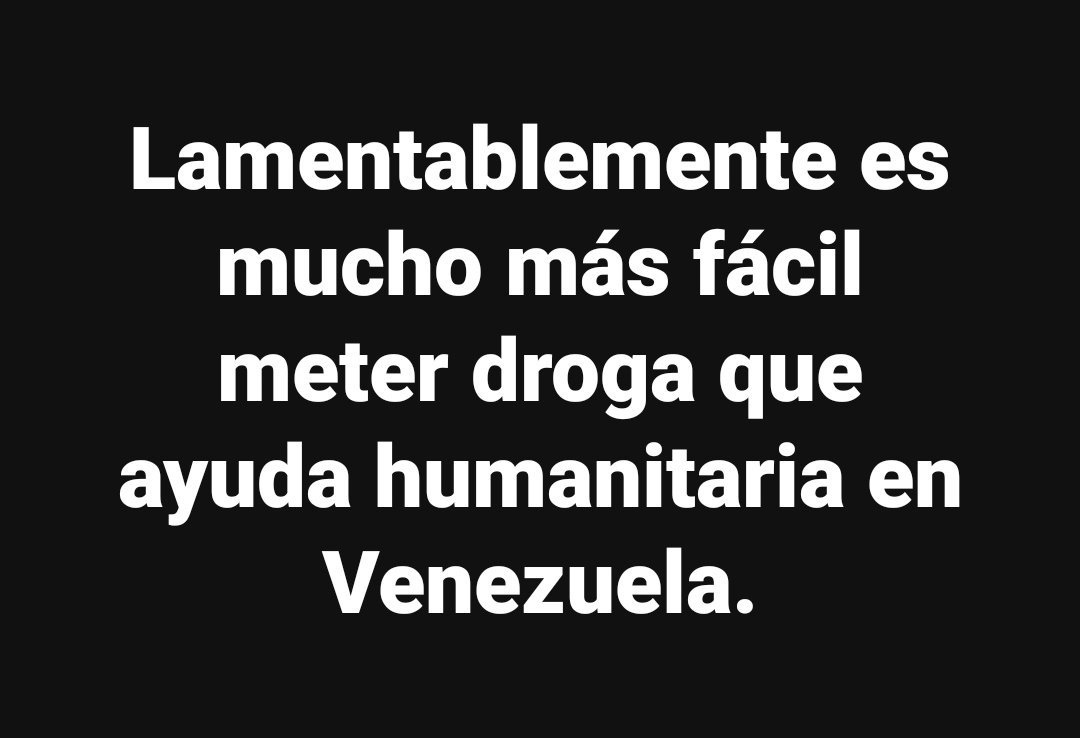 Lamentablemente es
mucho más fácil
meter droga que
ayuda humanitaria en
Venezuela.